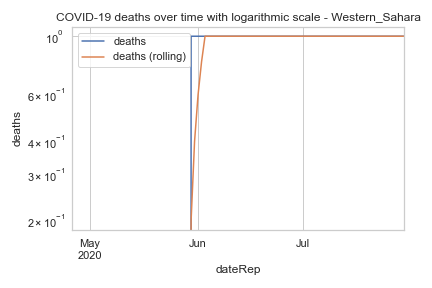 COVID-19 deaths over time with logarithmic scale - Western_Sahara
10⁰
deaths
deaths (rolling)
6 × 10⁻¹
4 × 10⁻¹
3 × 10⁻¹
2 × 10⁻¹
deaths
May
2020
Jun
Jul
dateRep